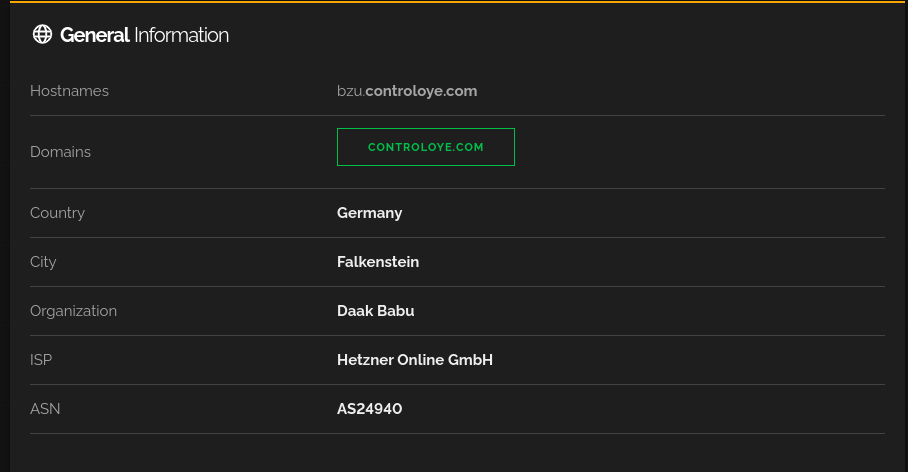 General Information
Hostnames bzu.controloye.com
Domains CONTROLOYE.COM
Country Germany
City Falkenstein
Organization Daak Babu
ISP Hetzner Online GmbH
ASN AS24940